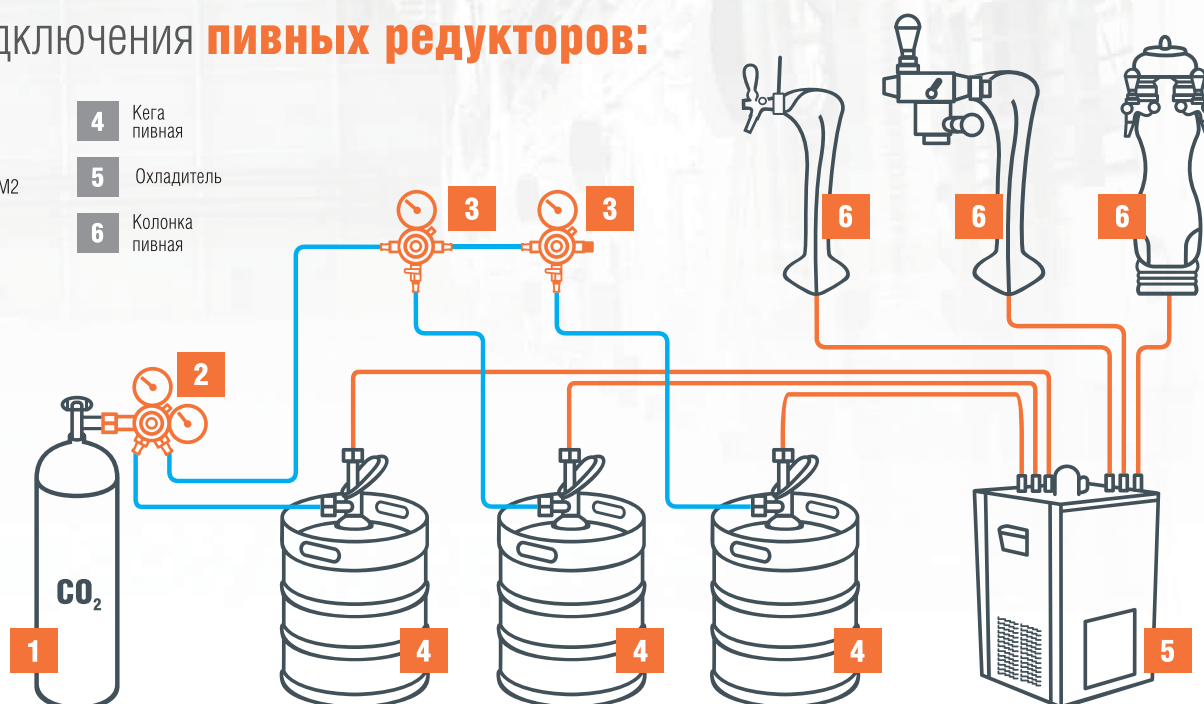 дключения пивных редукторов:
4 Кега
пивная
М2
5 Охладитель
6 Колонка
пивная
3 3
6 6 6
2
CO₂
1 4 4 4 5